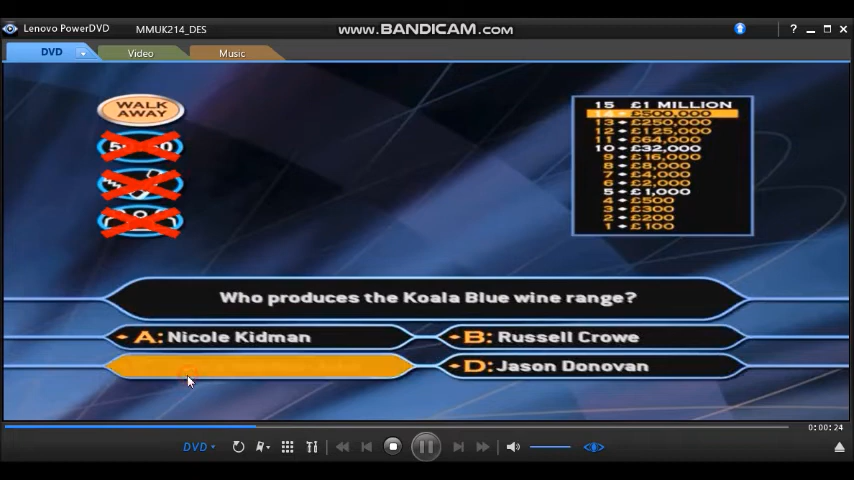 Lenovo PowerDVD
MMUK214_DES
www.BANDICAM.com
?
DVD
Video
Music
WALK
AWAY
15 £1 MILLION
14 £500,000
13 £250,000
12 £125,000
11 £64,000
10 £32,000
9 £16,000
8 £8,000
7 £4,000
6 £2,000
5 £1,000
4 £500
3 £300
2 £200
1 £100
Who produces the Koala Blue wine range?
A: Nicole Kidman
B: Russell Crowe
D: Jason Donovan
0:00:24
DVD